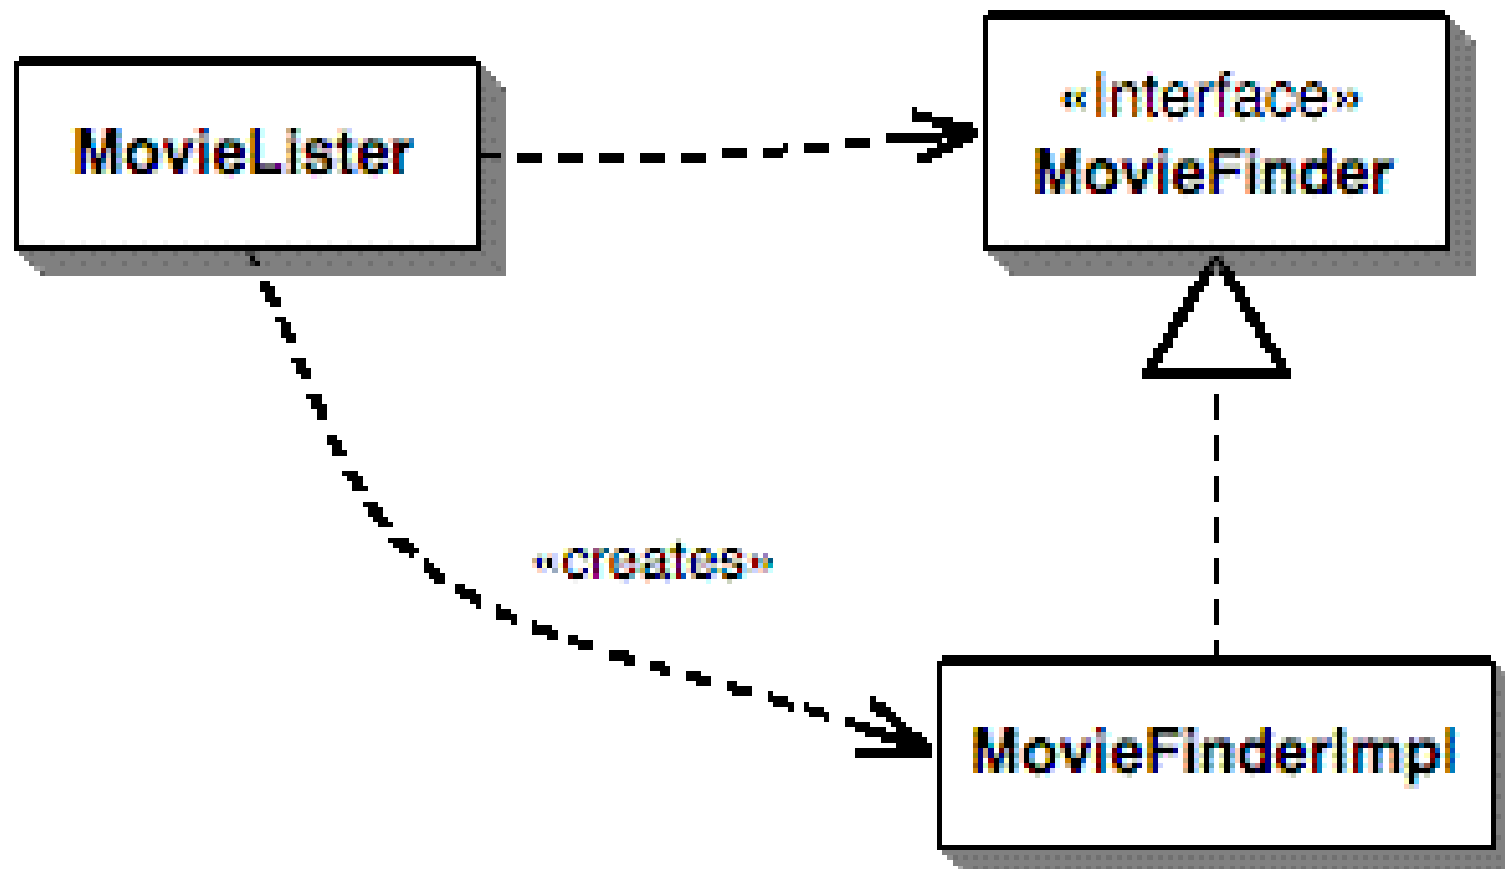 MovieLister
«Interface»
MovieFinder
«creates»
MovieFinderImpl